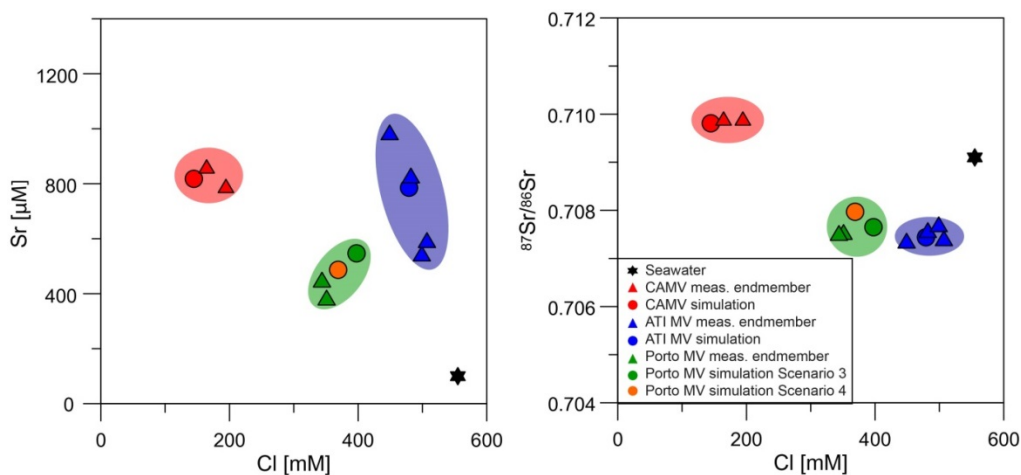 1200
800
400
0
Sr [µM]
0 200 400 600
Cl [mM]
0.712
0.710
0.708
0.706
0.704
⁸⁷Sr/⁸⁶Sr
Seawater
CAMV meas. endmember
CAMV simulation
ATI MV meas. endmember
ATI MV simulation
Porto MV meas. endmember
Porto MV simulation Scenario 3
Porto MV simulation Scenario 4
0 200 400 600
Cl [mM]